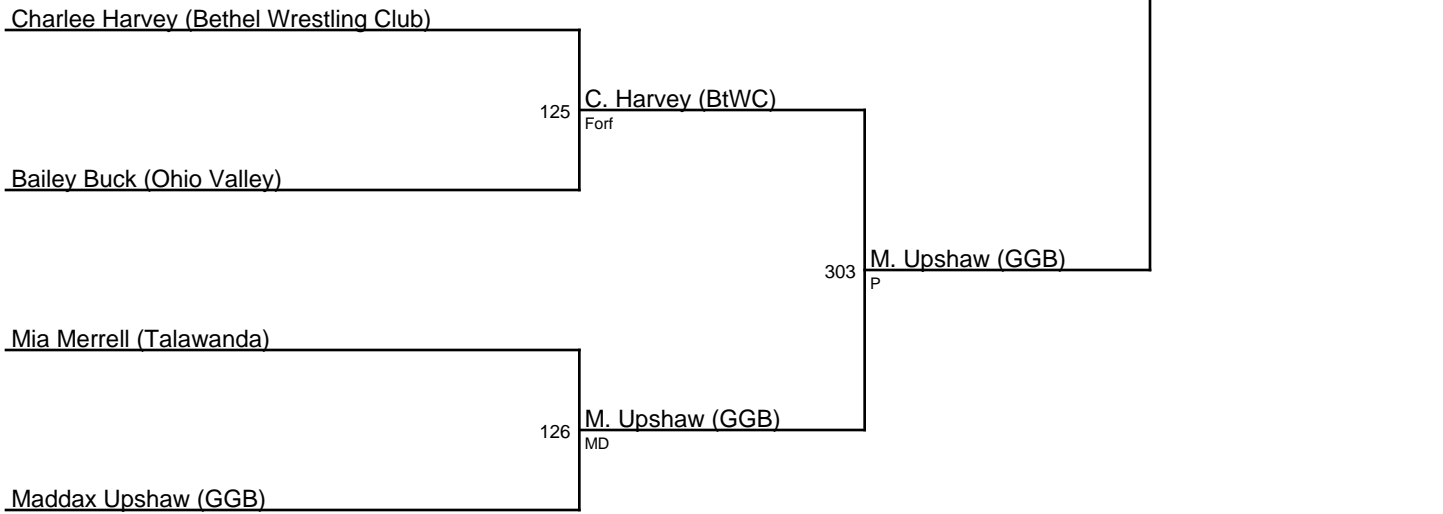 Charlee Harvey (Bethel Wrestling Club)
125 C. Harvey (BtWC)
Forf
Bailey Buck (Ohio Valley)
303 M. Upshaw (GGB)
P
Mia Merrell (Talawanda)
126 M. Upshaw (GGB)
MD
Maddax Upshaw (GGB)